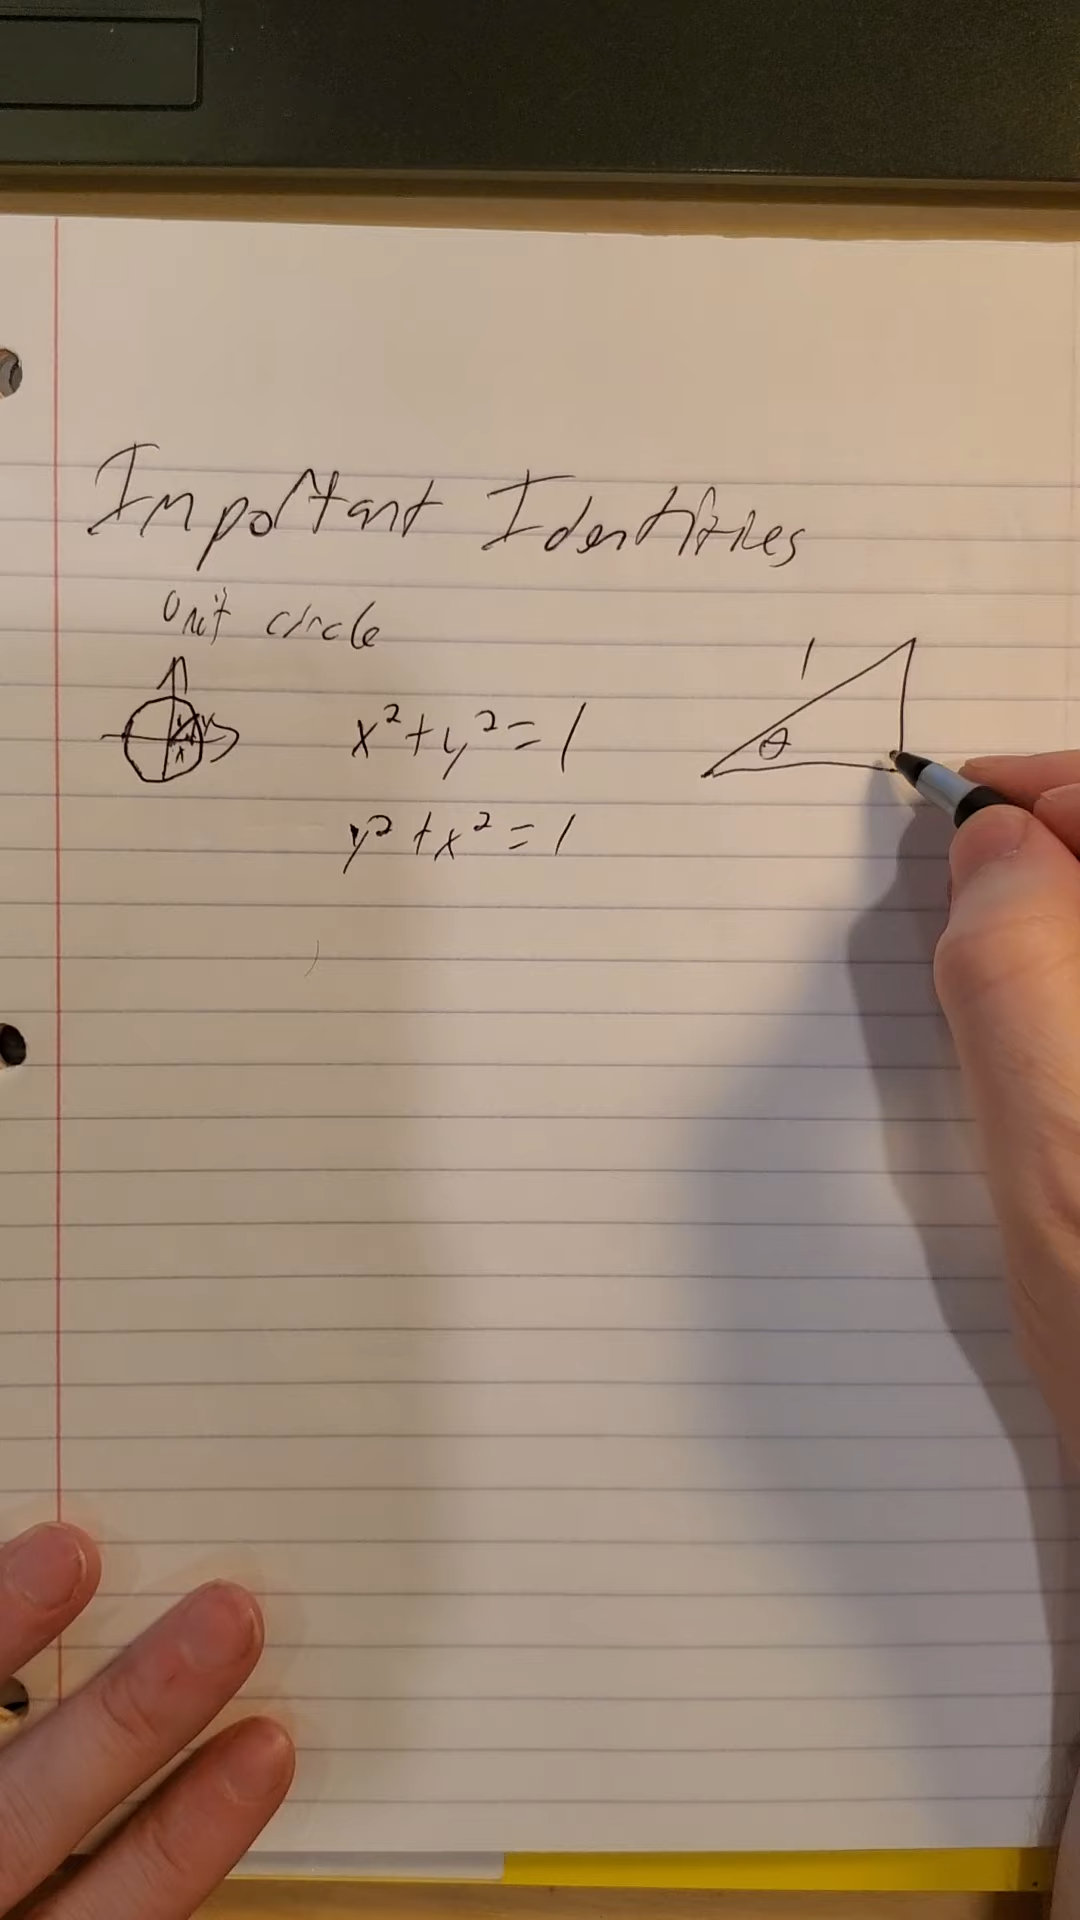 Important Identities
Unit circle
x² + y² = 1
1
θ
y² + x² = 1